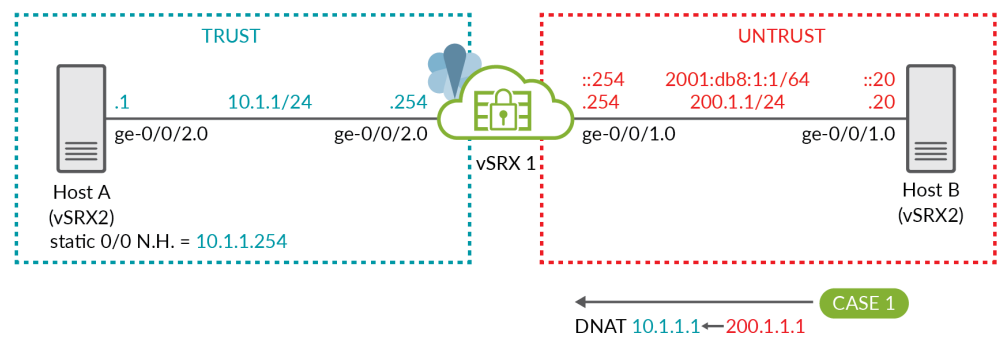 TRUST
UNTRUST
::254 2001:db8:1:1/64 ::20
.1 10.1.1/24 .254 .254 200.1.1/24 .20
ge-0/0/2.0 ge-0/0/2.0 ge-0/0/1.0 ge-0/0/1.0
vSRX 1
Host A
(vSRX2)
static 0/0 N.H. = 10.1.1.254
Host B
(vSRX2)
CASE 1
DNAT 10.1.1.1 ← 200.1.1.1